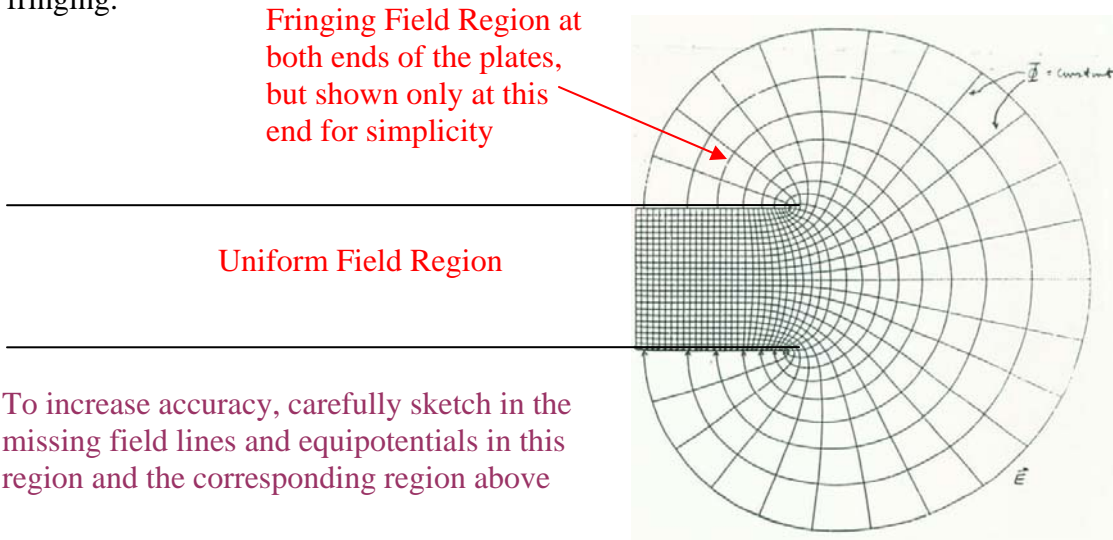 fringing.
Fringing Field Region at
both ends of the plates,
but shown only at this
end for simplicity
Φ = constant
Uniform Field Region
To increase accuracy, carefully sketch in the
missing field lines and equipotentials in this
region and the corresponding region above
E